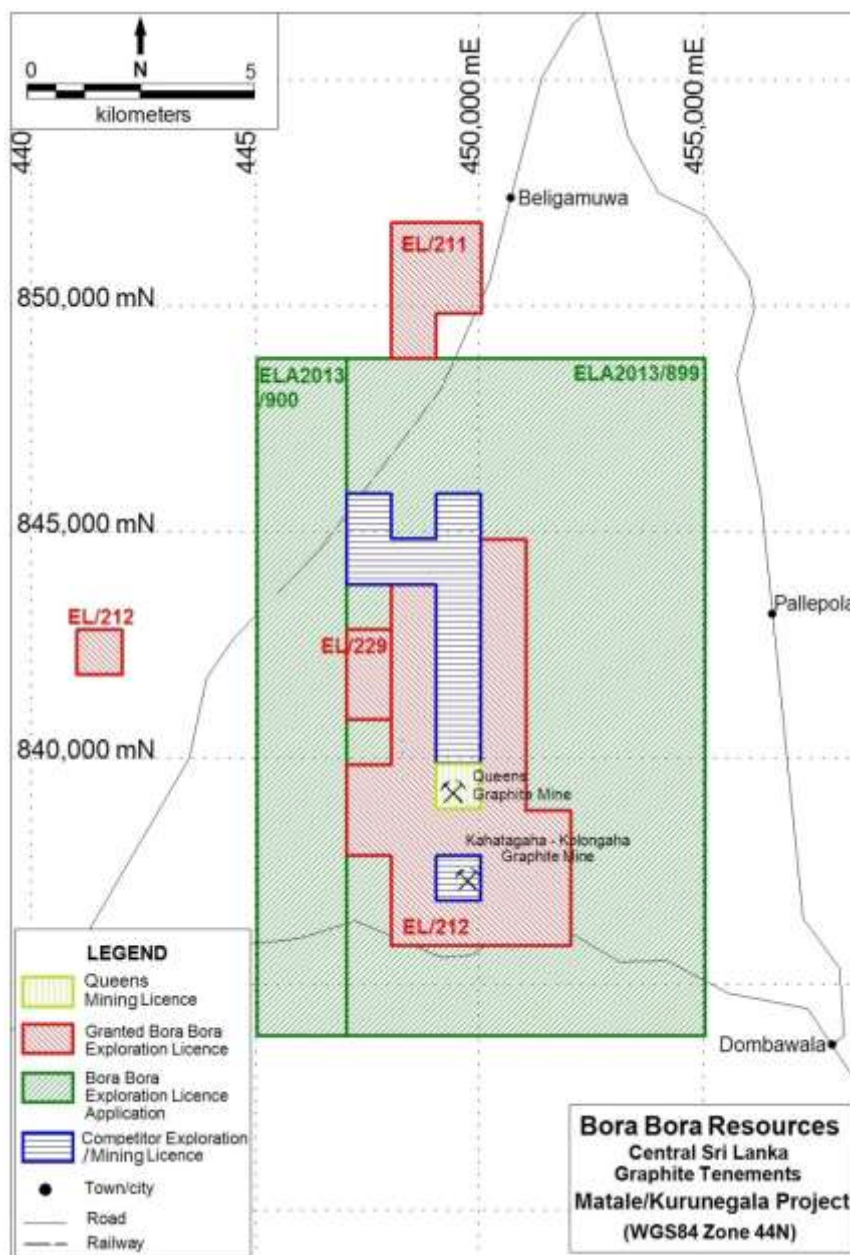 0 N 5
kilometers
440
445
450,000 mE
455,000 mE
Beligamuwa
EL/211
850,000 mN
ELA2013
/900
ELA2013/899
845,000 mN
EL/212
Pallepola
EL/229
840,000 mN
Queens
Graphite Mine
Kahatagaha - Kolongaha
Graphite Mine
EL/212
LEGEND
Queens
Mining Licence
Granted Bora Bora
Exploration Licence
Bora Bora
Exploration Licence
Application
Competitor Exploration
/Mining Licence
Town/city
Road
Railway
Dombawala
Bora Bora Resources
Central Sri Lanka
Graphite Tenements
Matale/Kurunegala Project
(WGS84 Zone 44N)